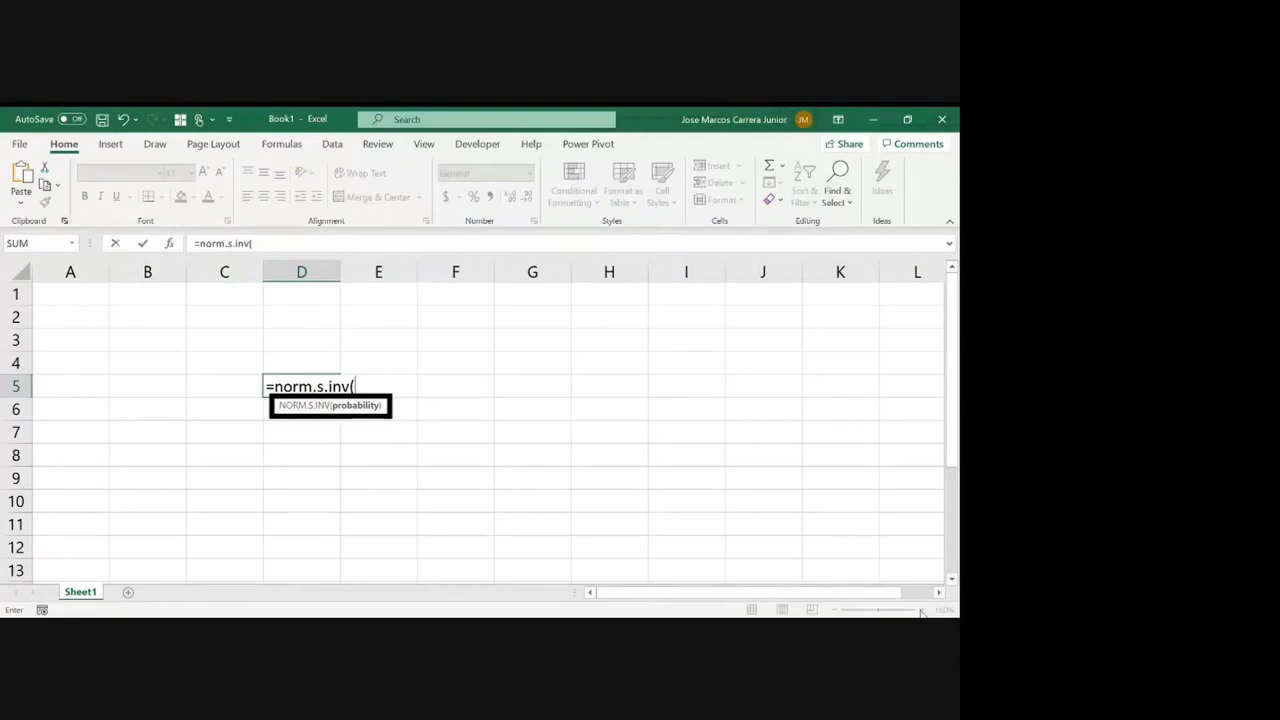 AutoSave Off Book1 - Excel Search Jose Marcos Carrera Junior JM
File Home Insert Draw Page Layout Formulas Data Review View Developer Help Power Pivot Share Comments
Paste 11 A A Wrap Text General Insert Σ
B I U A Merge & Center $ % 9 Conditional Formatting Format as Table Cell Styles Delete Format Sort & Filter Find & Select Ideas
Clipboard Font Alignment Number Styles Cells Editing Ideas
SUM fx =norm.s.inv(
A B C D E F G H I J K L
1
2
3
4
5 =norm.s.inv(
6 NORM.S.INV(probability)
7
8
9
10
11
12
13
Sheet1
Enter 160%